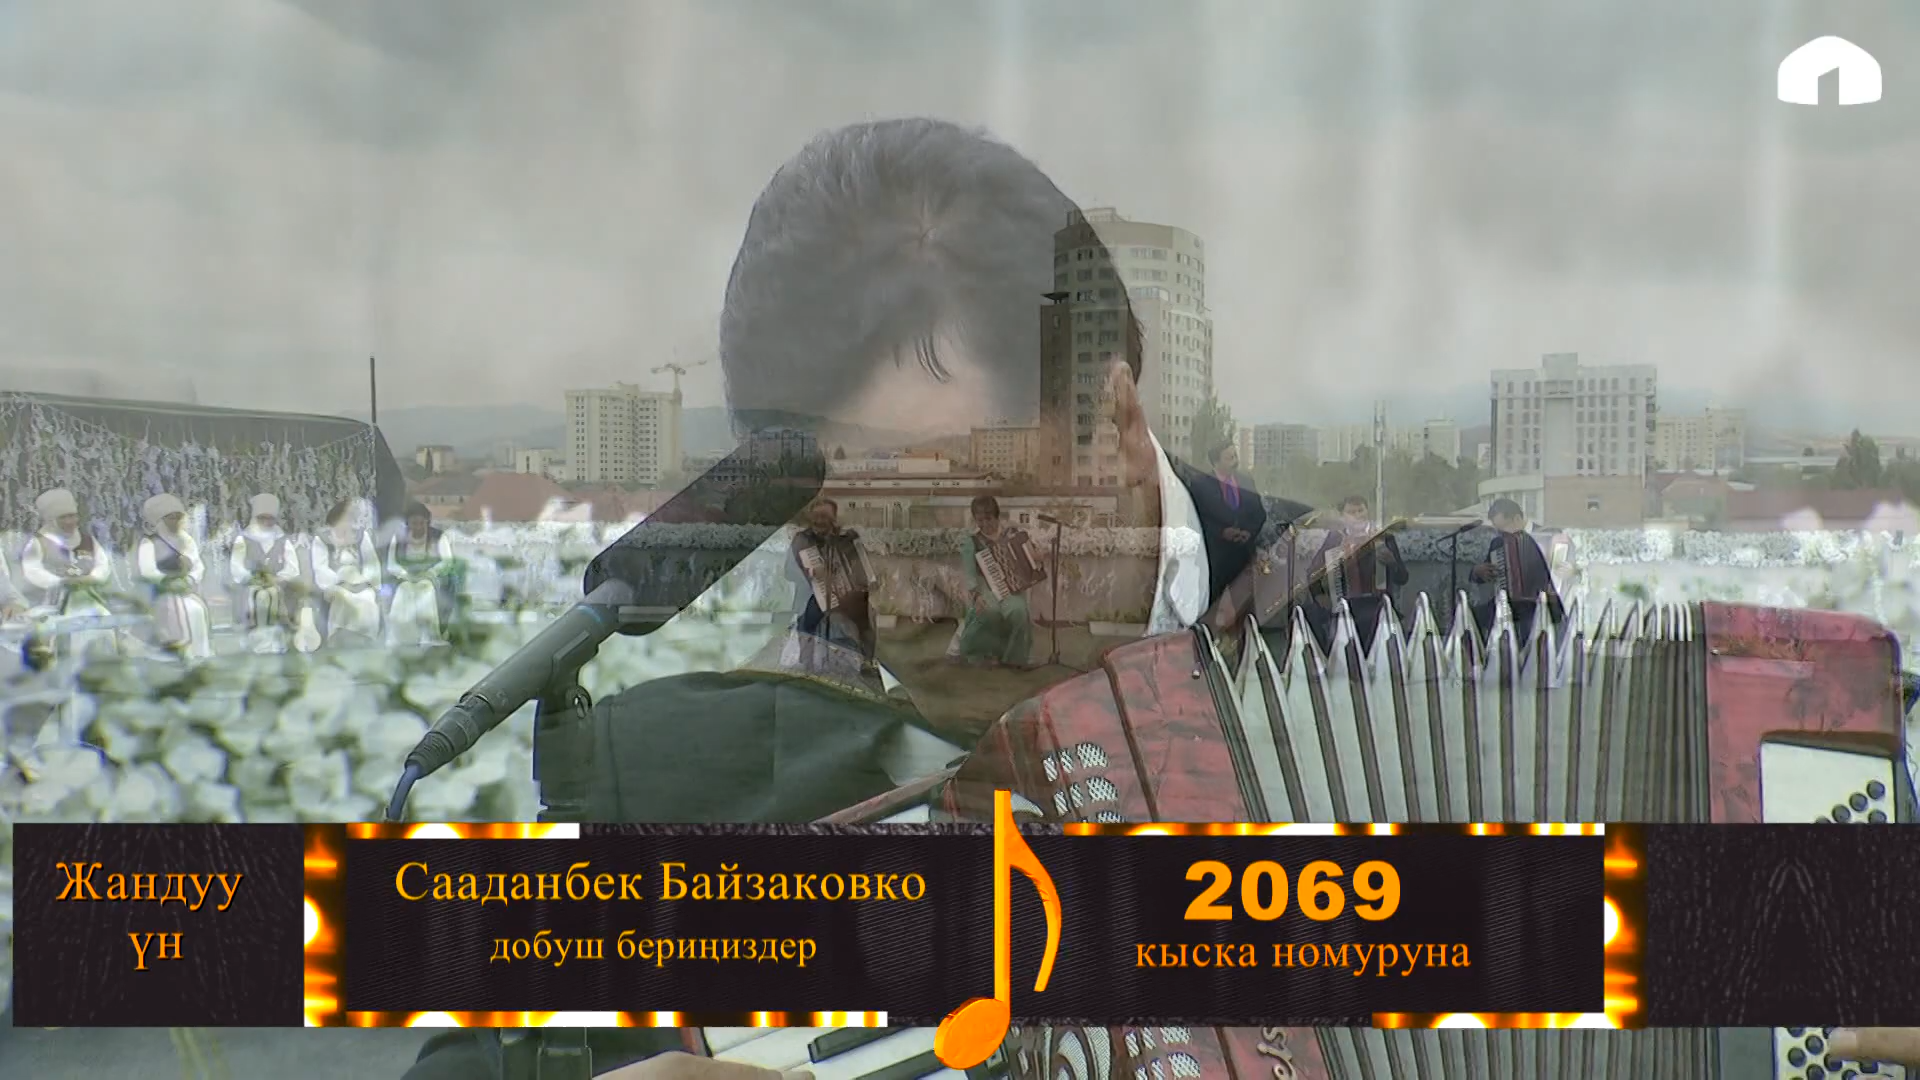 Жандуу
үн
Сааданбек Байзаковко
добуш бериңиздер
2069
кыска номуруна